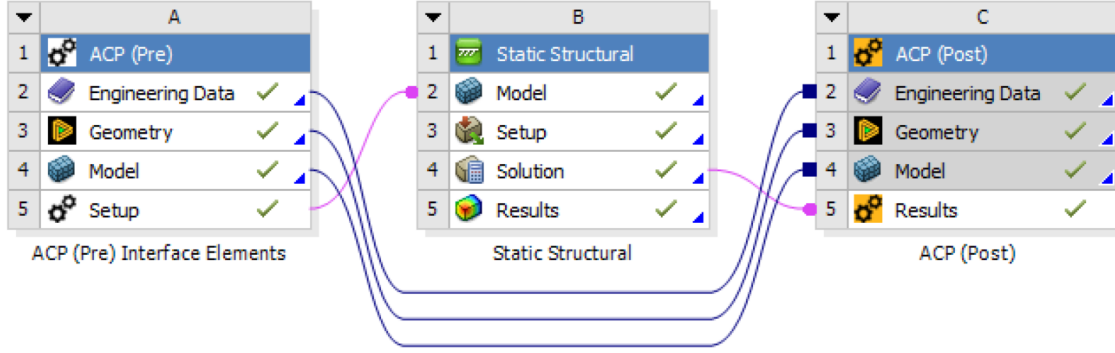 A
1 ACP (Pre)
2 Engineering Data
3 Geometry
4 Model
5 Setup
ACP (Pre) Interface Elements
B
1 Static Structural
2 Model
3 Setup
4 Solution
5 Results
Static Structural
C
1 ACP (Post)
2 Engineering Data
3 Geometry
4 Model
5 Results
ACP (Post)